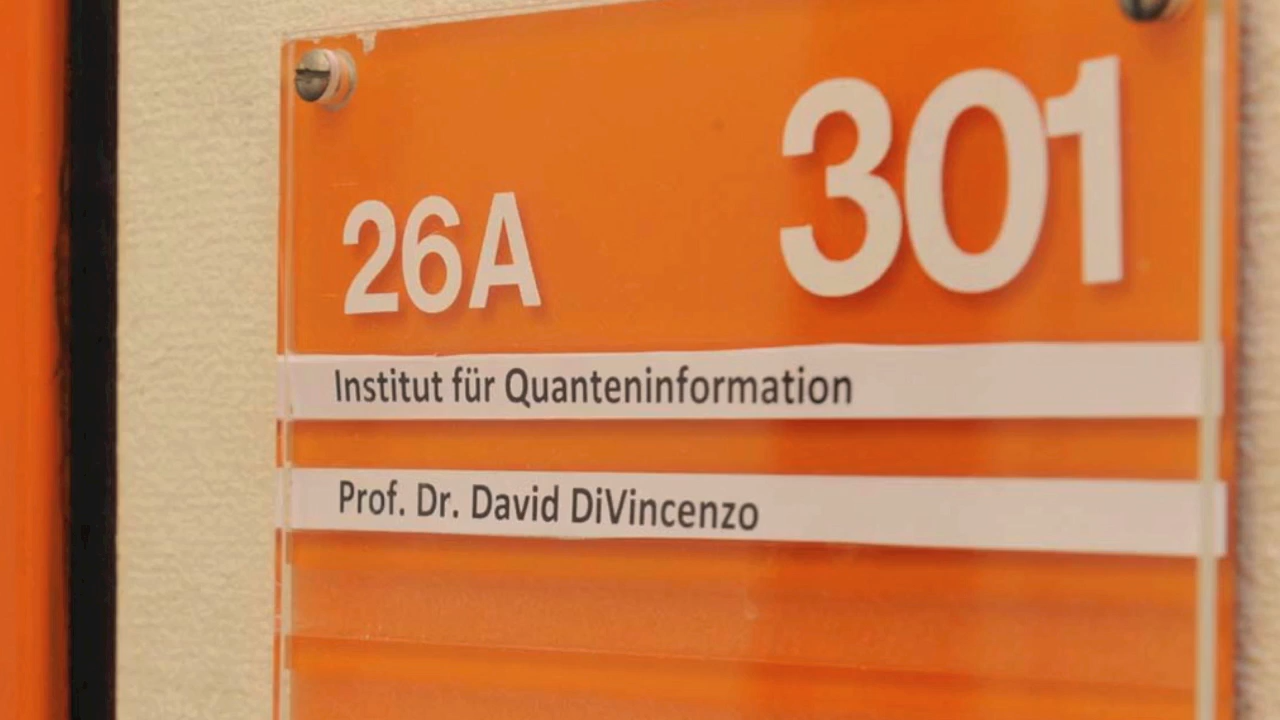 26A 301
Institut für Quanteninformation
Prof. Dr. David DiVincenzo